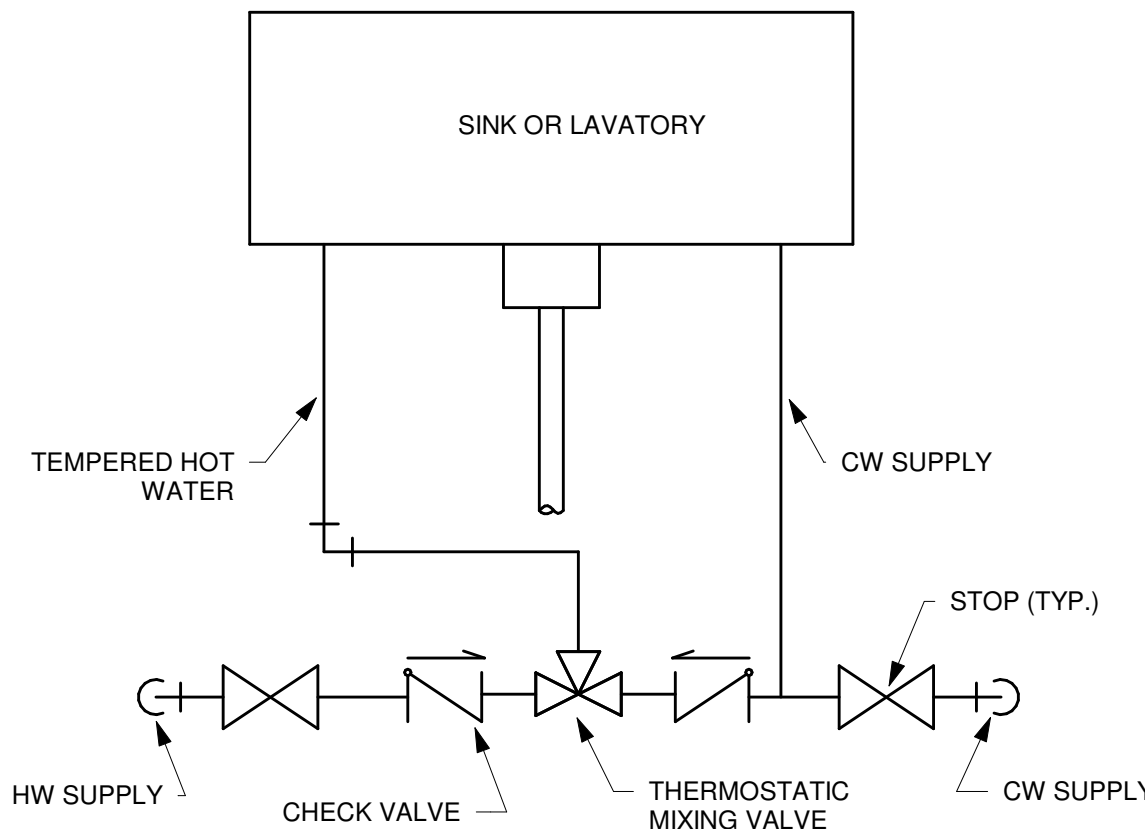 SINK OR LAVATORY
TEMPERED HOT
WATER
CW SUPPLY
STOP (TYP.)
HW SUPPLY
CHECK VALVE
THERMOSTATIC
MIXING VALVE
CW SUPPLY